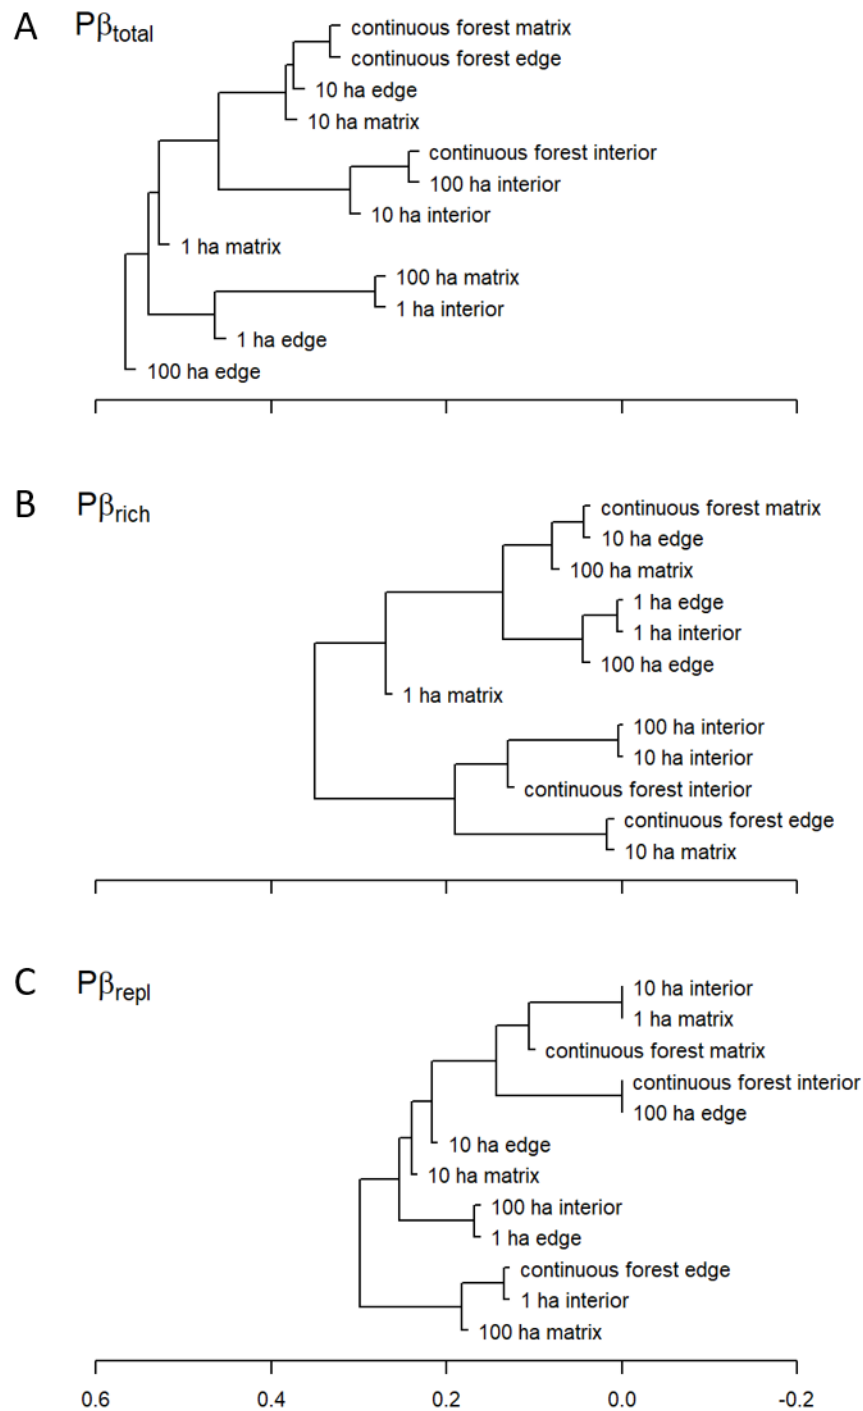 A Pβtotal
continuous forest matrix
continuous forest edge
10 ha edge
10 ha matrix
continuous forest interior
100 ha interior
10 ha interior
1 ha matrix
100 ha matrix
1 ha interior
1 ha edge
100 ha edge
B Pβrich
continuous forest matrix
10 ha edge
100 ha matrix
1 ha edge
1 ha interior
100 ha edge
1 ha matrix
100 ha interior
10 ha interior
continuous forest interior
continuous forest edge
10 ha matrix
C Pβrepl
10 ha interior
1 ha matrix
continuous forest matrix
continuous forest interior
100 ha edge
10 ha edge
10 ha matrix
100 ha interior
1 ha edge
continuous forest edge
1 ha interior
100 ha matrix
0.6 0.4 0.2 0.0 -0.2